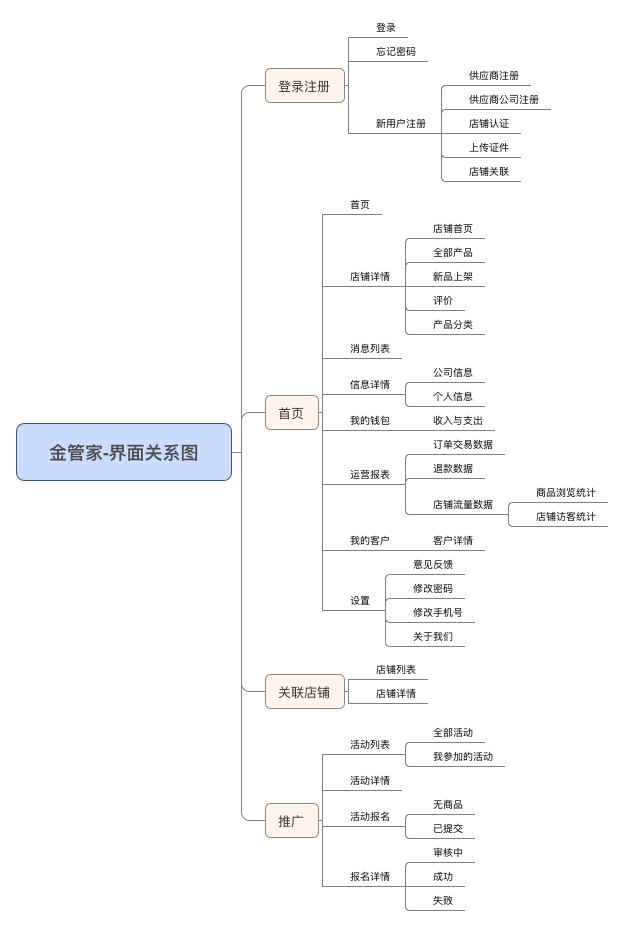 金管家-界面关系图
登录注册
登录
忘记密码
新用户注册
供应商注册
供应商公司注册
店铺认证
上传证件
店铺关联
首页
首页
店铺详情
店铺首页
全部产品
新品上架
评价
产品分类
消息列表
信息详情
公司信息
个人信息
我的钱包
收入与支出
运营报表
订单交易数据
退款数据
店铺流量数据
商品浏览统计
店铺访客统计
我的客户
客户详情
设置
意见反馈
修改密码
修改手机号
关于我们
关联店铺
店铺列表
店铺详情
推广
活动列表
全部活动
我参加的活动
活动详情
活动报名
无商品
已提交
报名详情
审核中
成功
失败